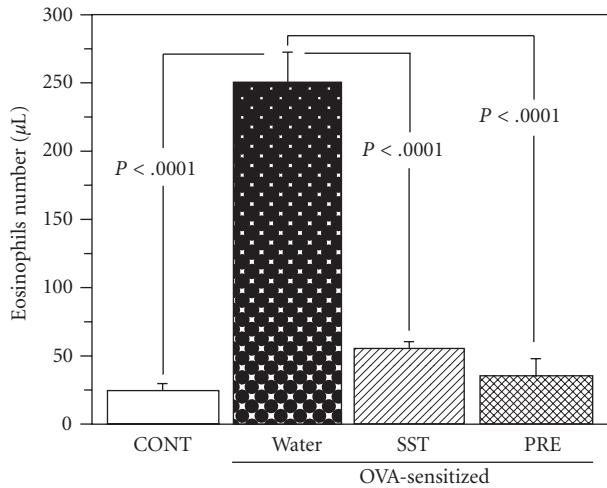 300
250
200
150
100
50
0
Eosinophils number (μL)
P < .0001
P < .0001
P < .0001
CONT
Water
SST
PRE
OVA-sensitized